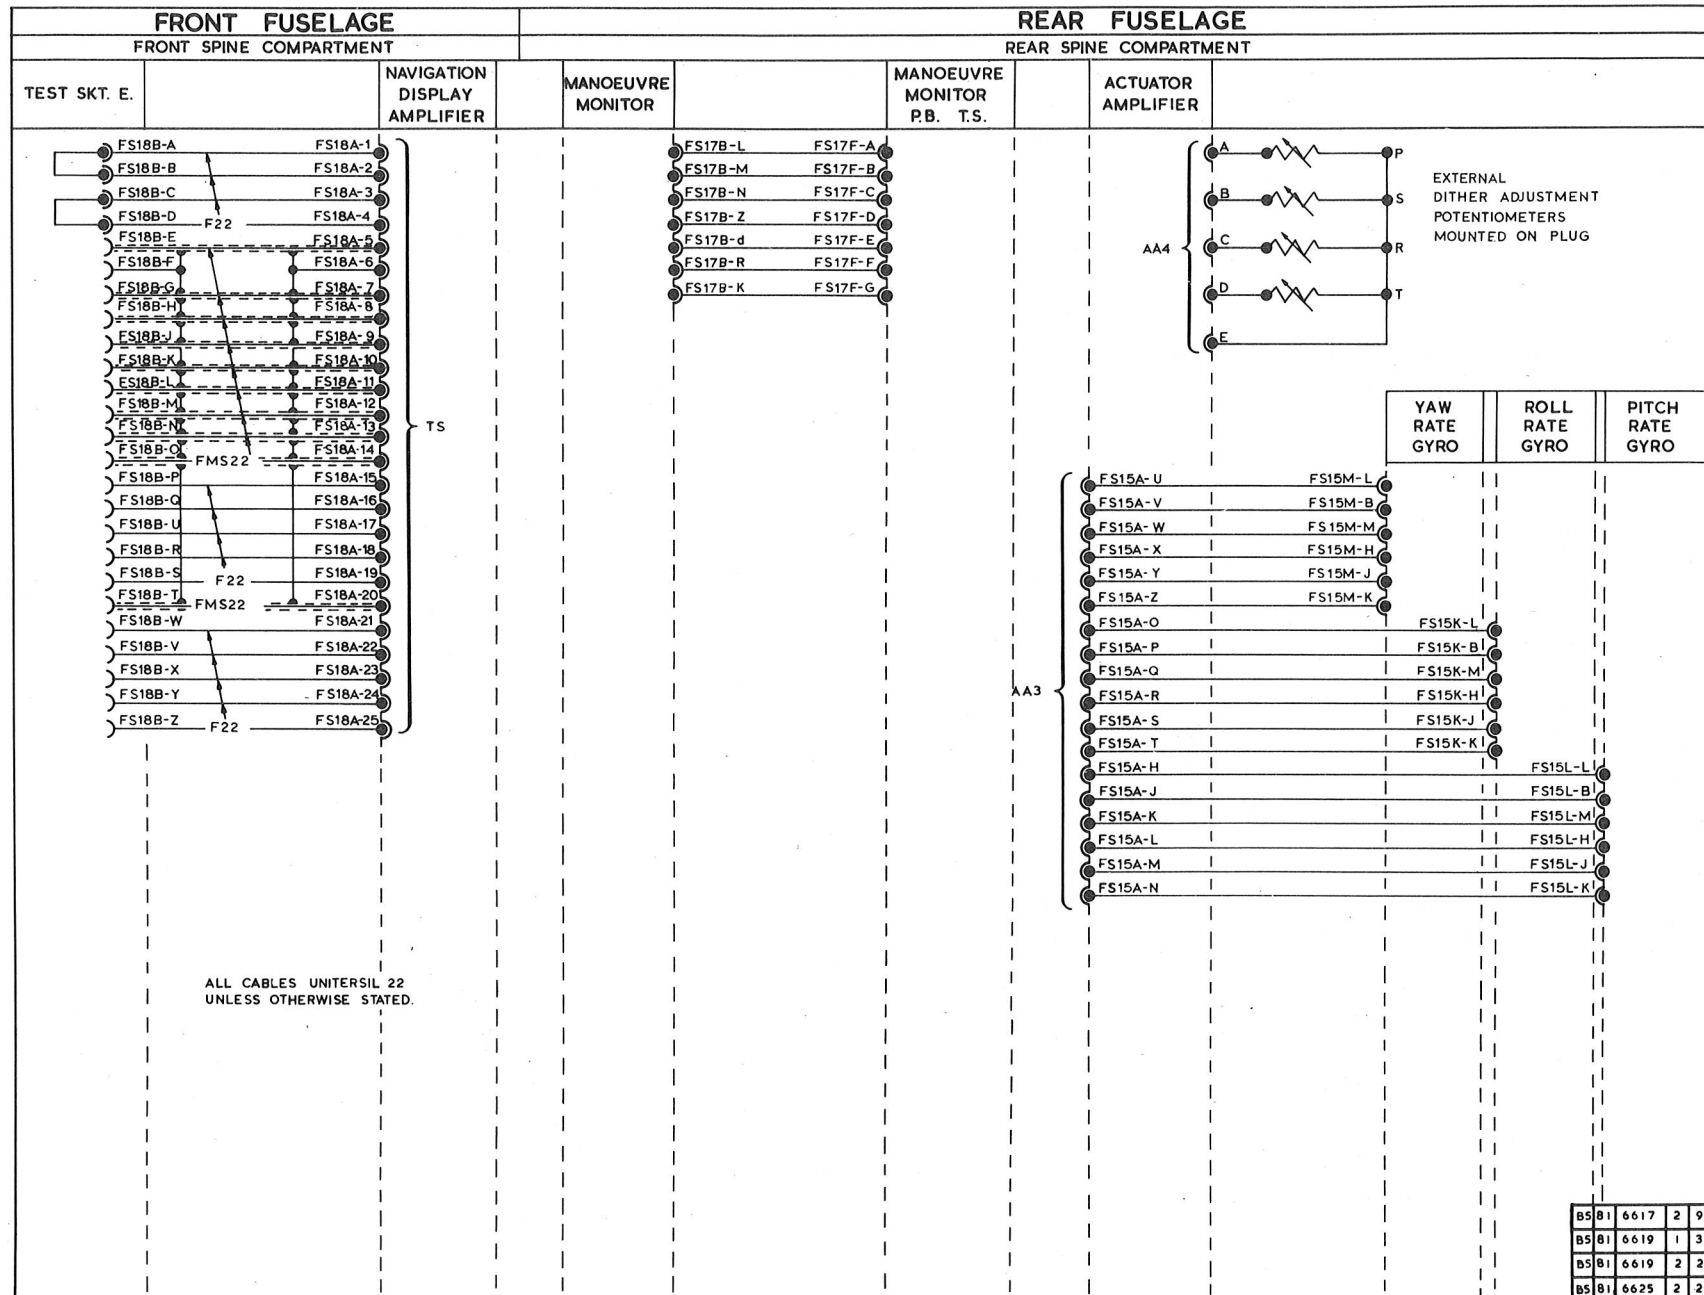 FRONT FUSELAGE
REAR FUSELAGE
FRONT SPINE COMPARTMENT
REAR SPINE COMPARTMENT
TEST SKT. E.
NAVIGATION
DISPLAY
AMPLIFIER
MANOEUVRE
MONITOR
MANOEUVRE
MONITOR
P.B. T.S.
ACTUATOR
AMPLIFIER
FS18B-A FS18A-1
FS18B-B FS18A-2
FS18B-C FS18A-3
FS18B-D FS18A-4
F22
FS18B-E FS18A-5
FS18B-F FS18A-6
FS18B-G FS18A-7
FS18B-H FS18A-8
FS18B-J FS18A-9
FS18B-K FS18A-10
ES18B-L FS18A-11
FS18B-M FS18A-12
FS18B-N FS18A-13
FS18B-O FS18A-14
FMS22
FS18B-P FS18A-15
FS18B-Q FS18A-16
FS18B-U FS18A-17
FS18B-R FS18A-18
FS18B-S FS18A-19
F22
FS18B-T FS18A-20
FMS22
FS18B-W FS18A-21
FS18B-V FS18A-22
FS18B-X FS18A-23
FS18B-Y FS18A-24
FS18B-Z FS18A-25
F22
TS
FS17B-L FS17F-A
FS17B-M FS17F-B
FS17B-N FS17F-C
FS17B-Z FS17F-D
FS17B-d FS17F-E
FS17B-R FS17F-F
FS17B-K FS17F-G
AA4
A P
B S
C R
D T
E
EXTERNAL
DITHER ADJUSTMENT
POTENTIOMETERS
MOUNTED ON PLUG
YAW
RATE
GYRO
ROLL
RATE
GYRO
PITCH
RATE
GYRO
AA3
FS15A-U FS15M-L
FS15A-V FS15M-B
FS15A-W FS15M-M
FS15A-X FS15M-H
FS15A-Y FS15M-J
FS15A-Z FS15M-K
FS15A-O FS15K-L
FS15A-P FS15K-B
FS15A-Q FS15K-M
FS15A-R FS15K-H
FS15A-S FS15K-J
FS15A-T FS15K-K
FS15A-H FS15L-L
FS15A-J FS15L-B
FS15A-K FS15L-M
FS15A-L FS15L-H
FS15A-M FS15L-J
FS15A-N FS15L-K
ALL CABLES UNITERSIL 22
UNLESS OTHERWISE STATED.
B5 81 6617 2 9
B5 81 6619 1 3
B5 81 6619 2 2
B5 81 6625 2 2